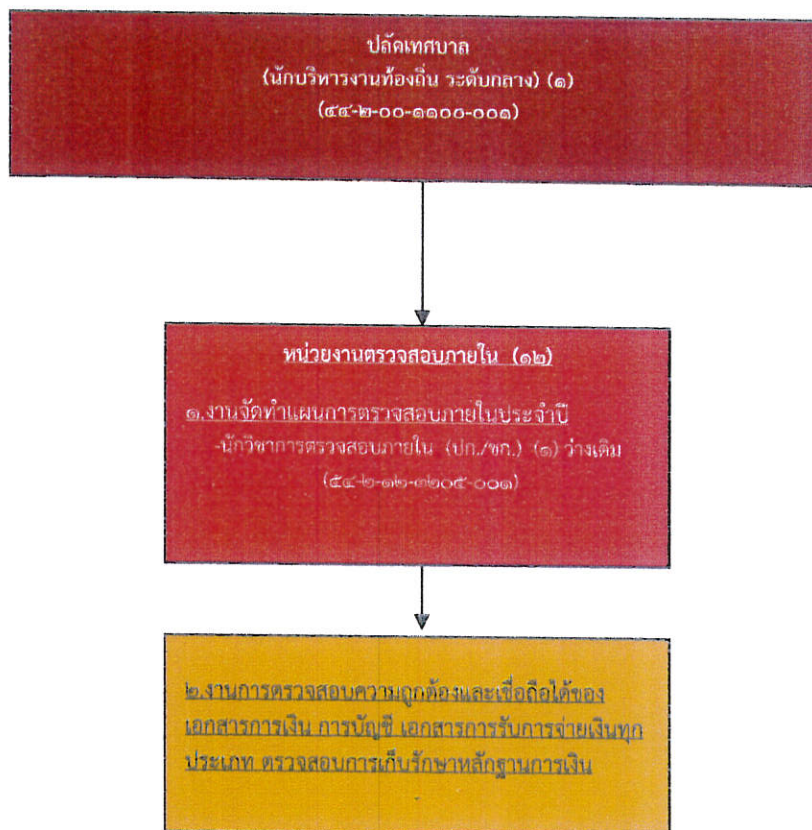 ปลัดเทศบาล
(นักบริหารงานท้องถิ่น ระดับกลาง) (๑)
(๕๔-๒-๐๐-๑๑๐๐-๐๐๑)
หน่วยงานตรวจสอบภายใน (๑๒)
๑.งานจัดทำแผนการตรวจสอบภายในประจำปี
-นักวิชาการตรวจสอบภายใน (ปก./ชก.) (๑) ว่างเดิม
(๕๔-๒-๑๒-๓๒๐๕-๐๐๑)
๒.งานการตรวจสอบความถูกต้องและเชื่อถือได้ของ
เอกสารการเงิน การบัญชี เอกสารการรับการจ่ายเงินทุก
ประเภท ตรวจสอบการเก็บรักษาหลักฐานการเงิน